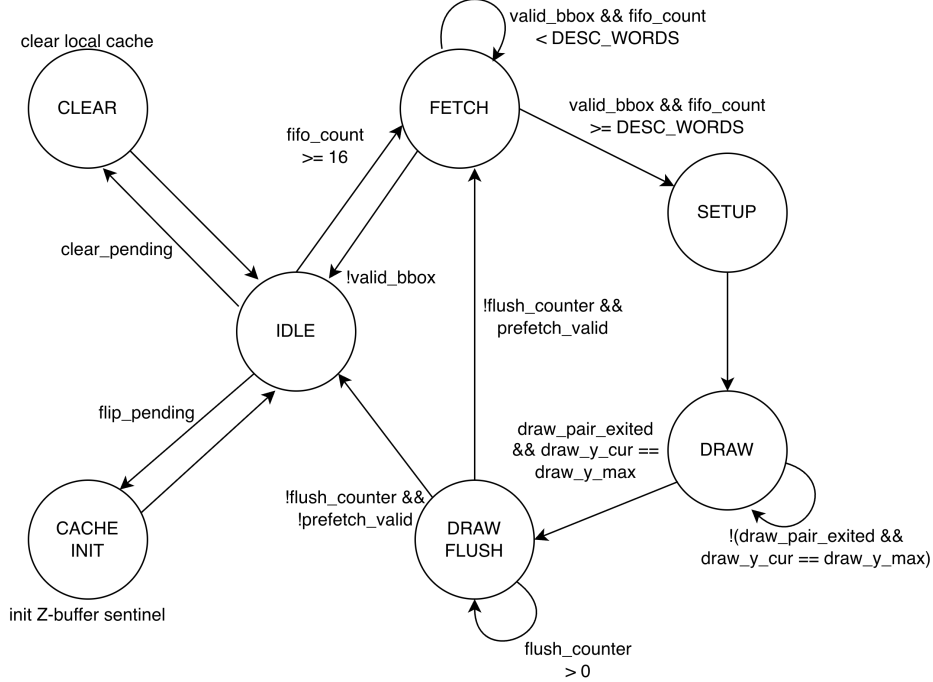 valid_bbox && fifo_count
< DESC_WORDS
clear local cache
CLEAR
FETCH
valid_bbox && fifo_count
>= DESC_WORDS
fifo_count
>= 16
SETUP
clear_pending
!valid_bbox
IDLE
!flush_counter &&
prefetch_valid
flip_pending
draw_pair_exited
&& draw_y_cur ==
draw_y_max
DRAW
!flush_counter &&
!prefetch_valid
CACHE
INIT
DRAW
FLUSH
!(draw_pair_exited &&
draw_y_cur == draw_y_max)
init Z-buffer sentinel
flush_counter
> 0